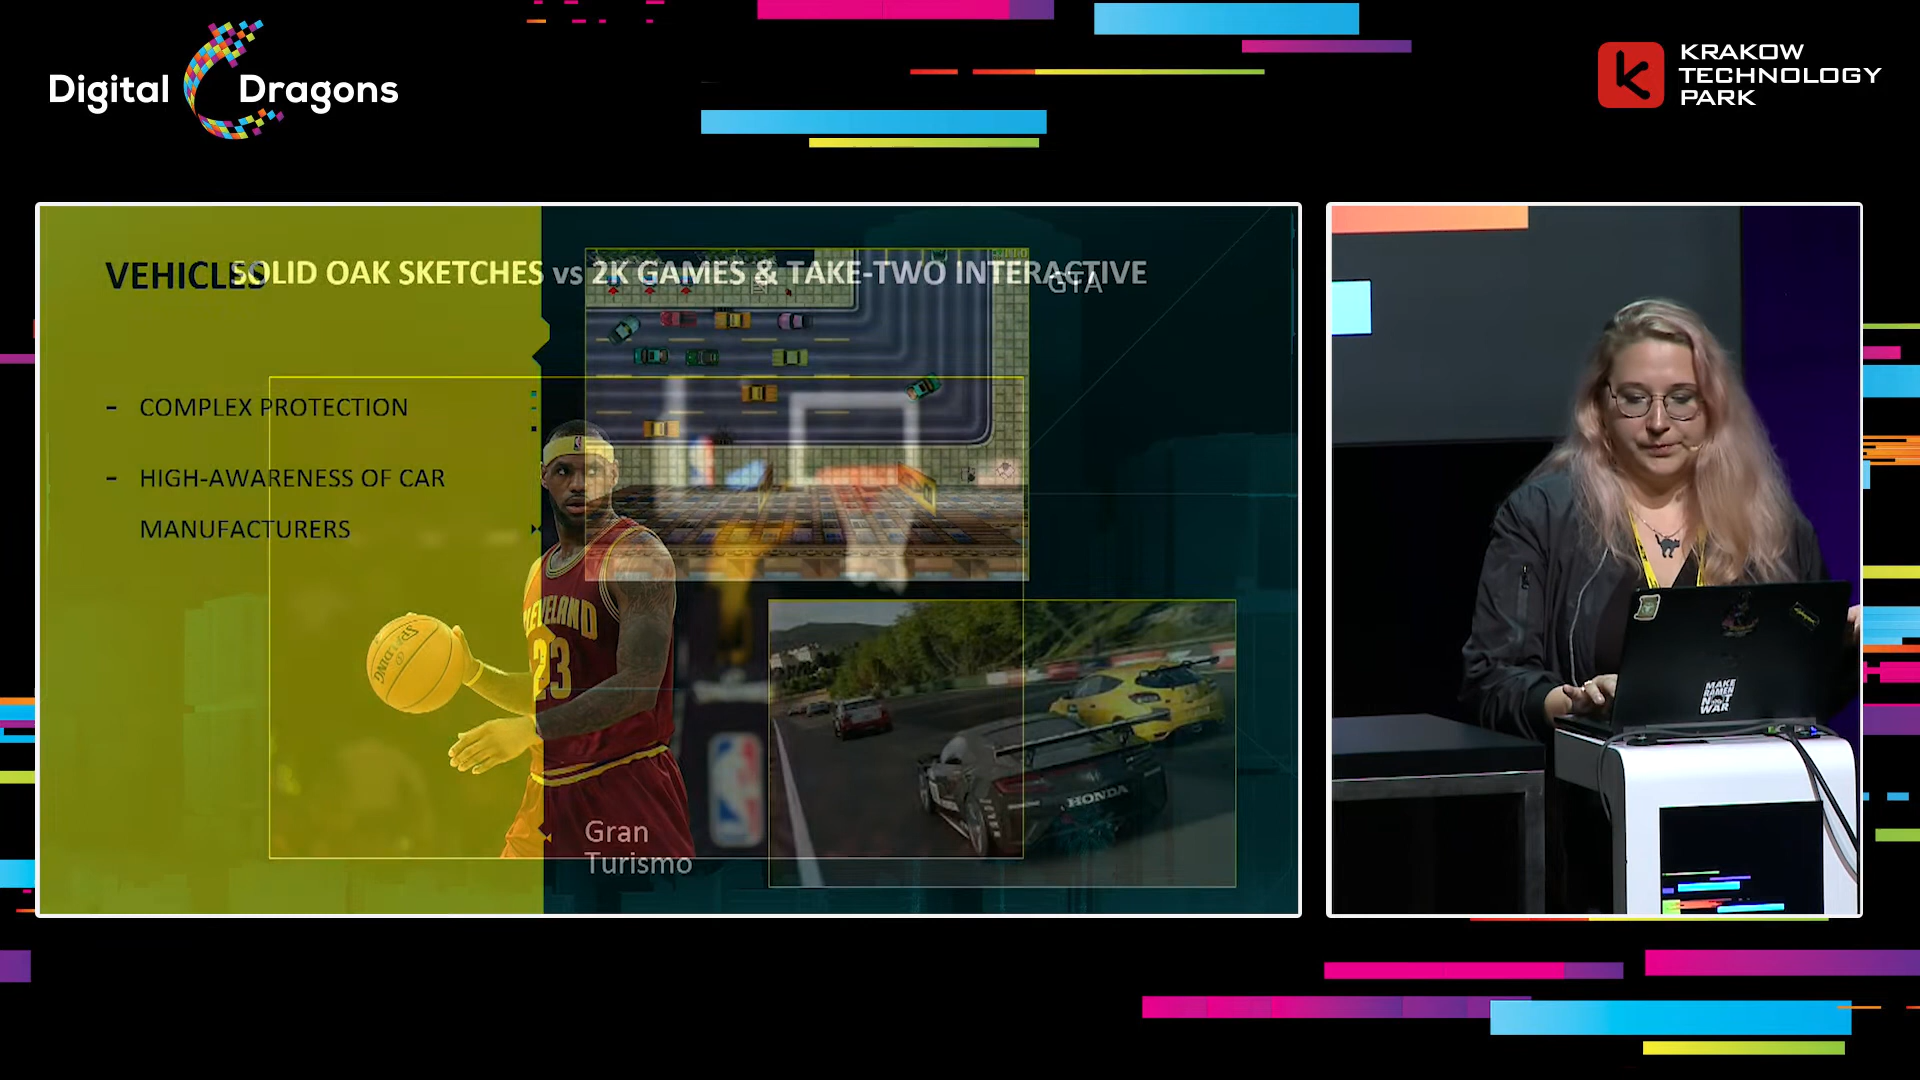 Digital Dragons
KRAKOW
TECHNOLOGY
PARK
VEHICLES
SOLID OAK SKETCHES vs 2K GAMES & TAKE-TWO INTERACTIVE
GTA
- COMPLEX PROTECTION
- HIGH-AWARENESS OF CAR
MANUFACTURERS
SPALDING
CLEVELAND
23
HONDA
Gran
Turismo
MAKE
RAMEN
NOT
WAR